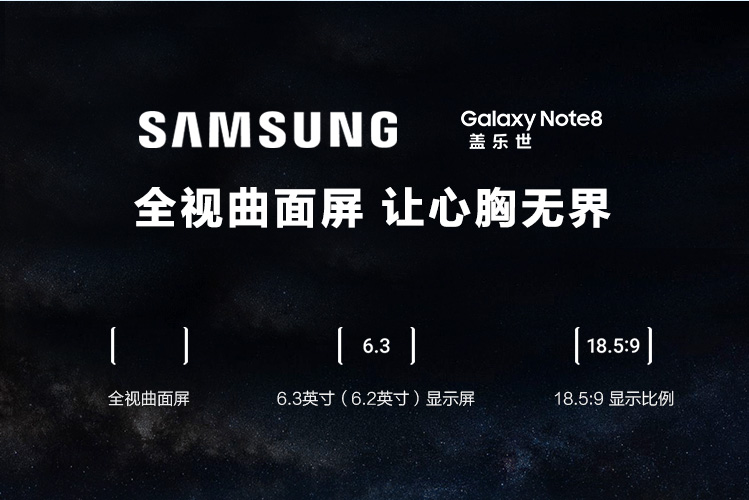 SAMSUNG
Galaxy Note8
盖乐世
全视曲面屏 让心胸无界
6.3
18.5:9
全视曲面屏
6.3英寸（6.2英寸）显示屏
18.5:9 显示比例